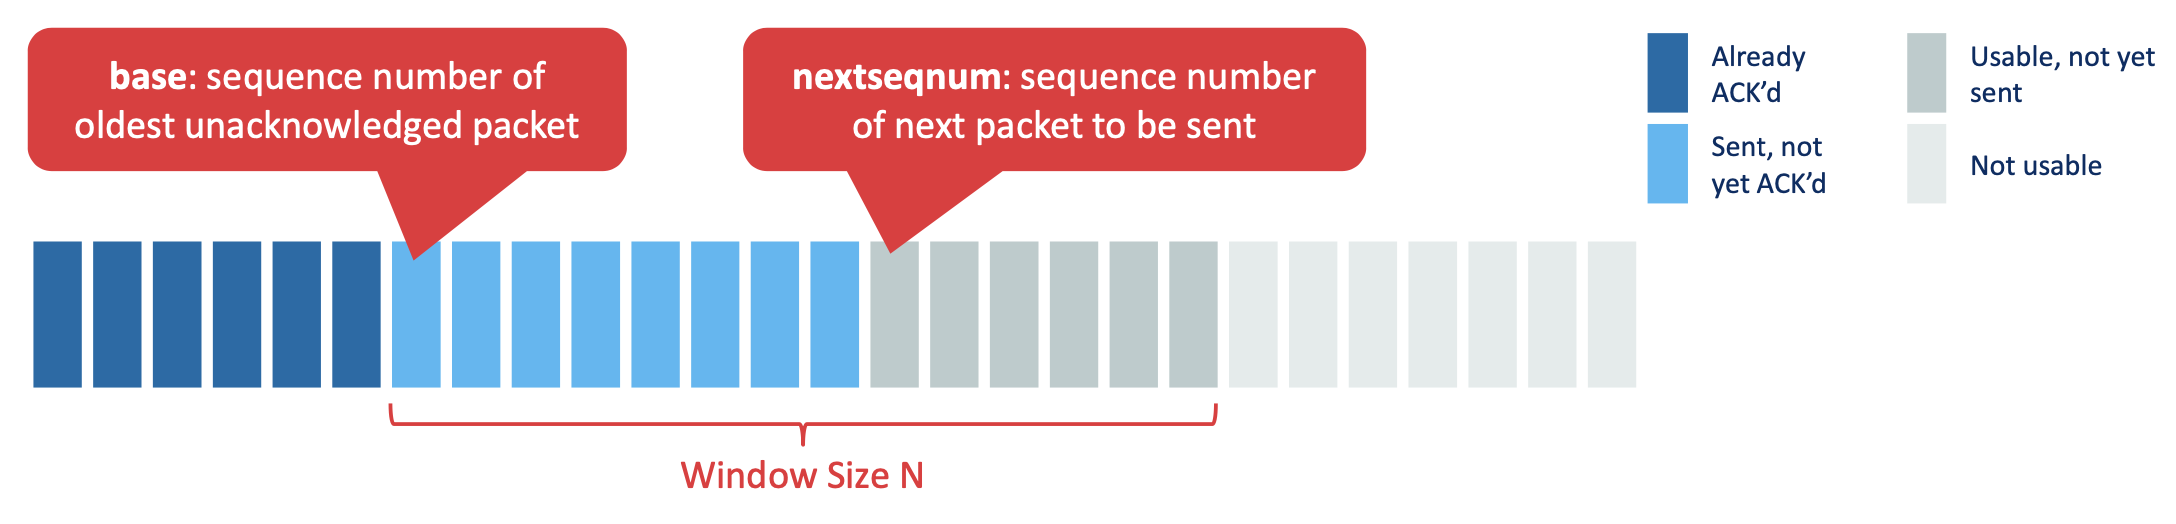 base: sequence number of
oldest unacknowledged packet
nextseqnum: sequence number
of next packet to be sent
Already
ACK’d
Sent, not
yet ACK’d
Usable, not yet
sent
Not usable
Window Size N